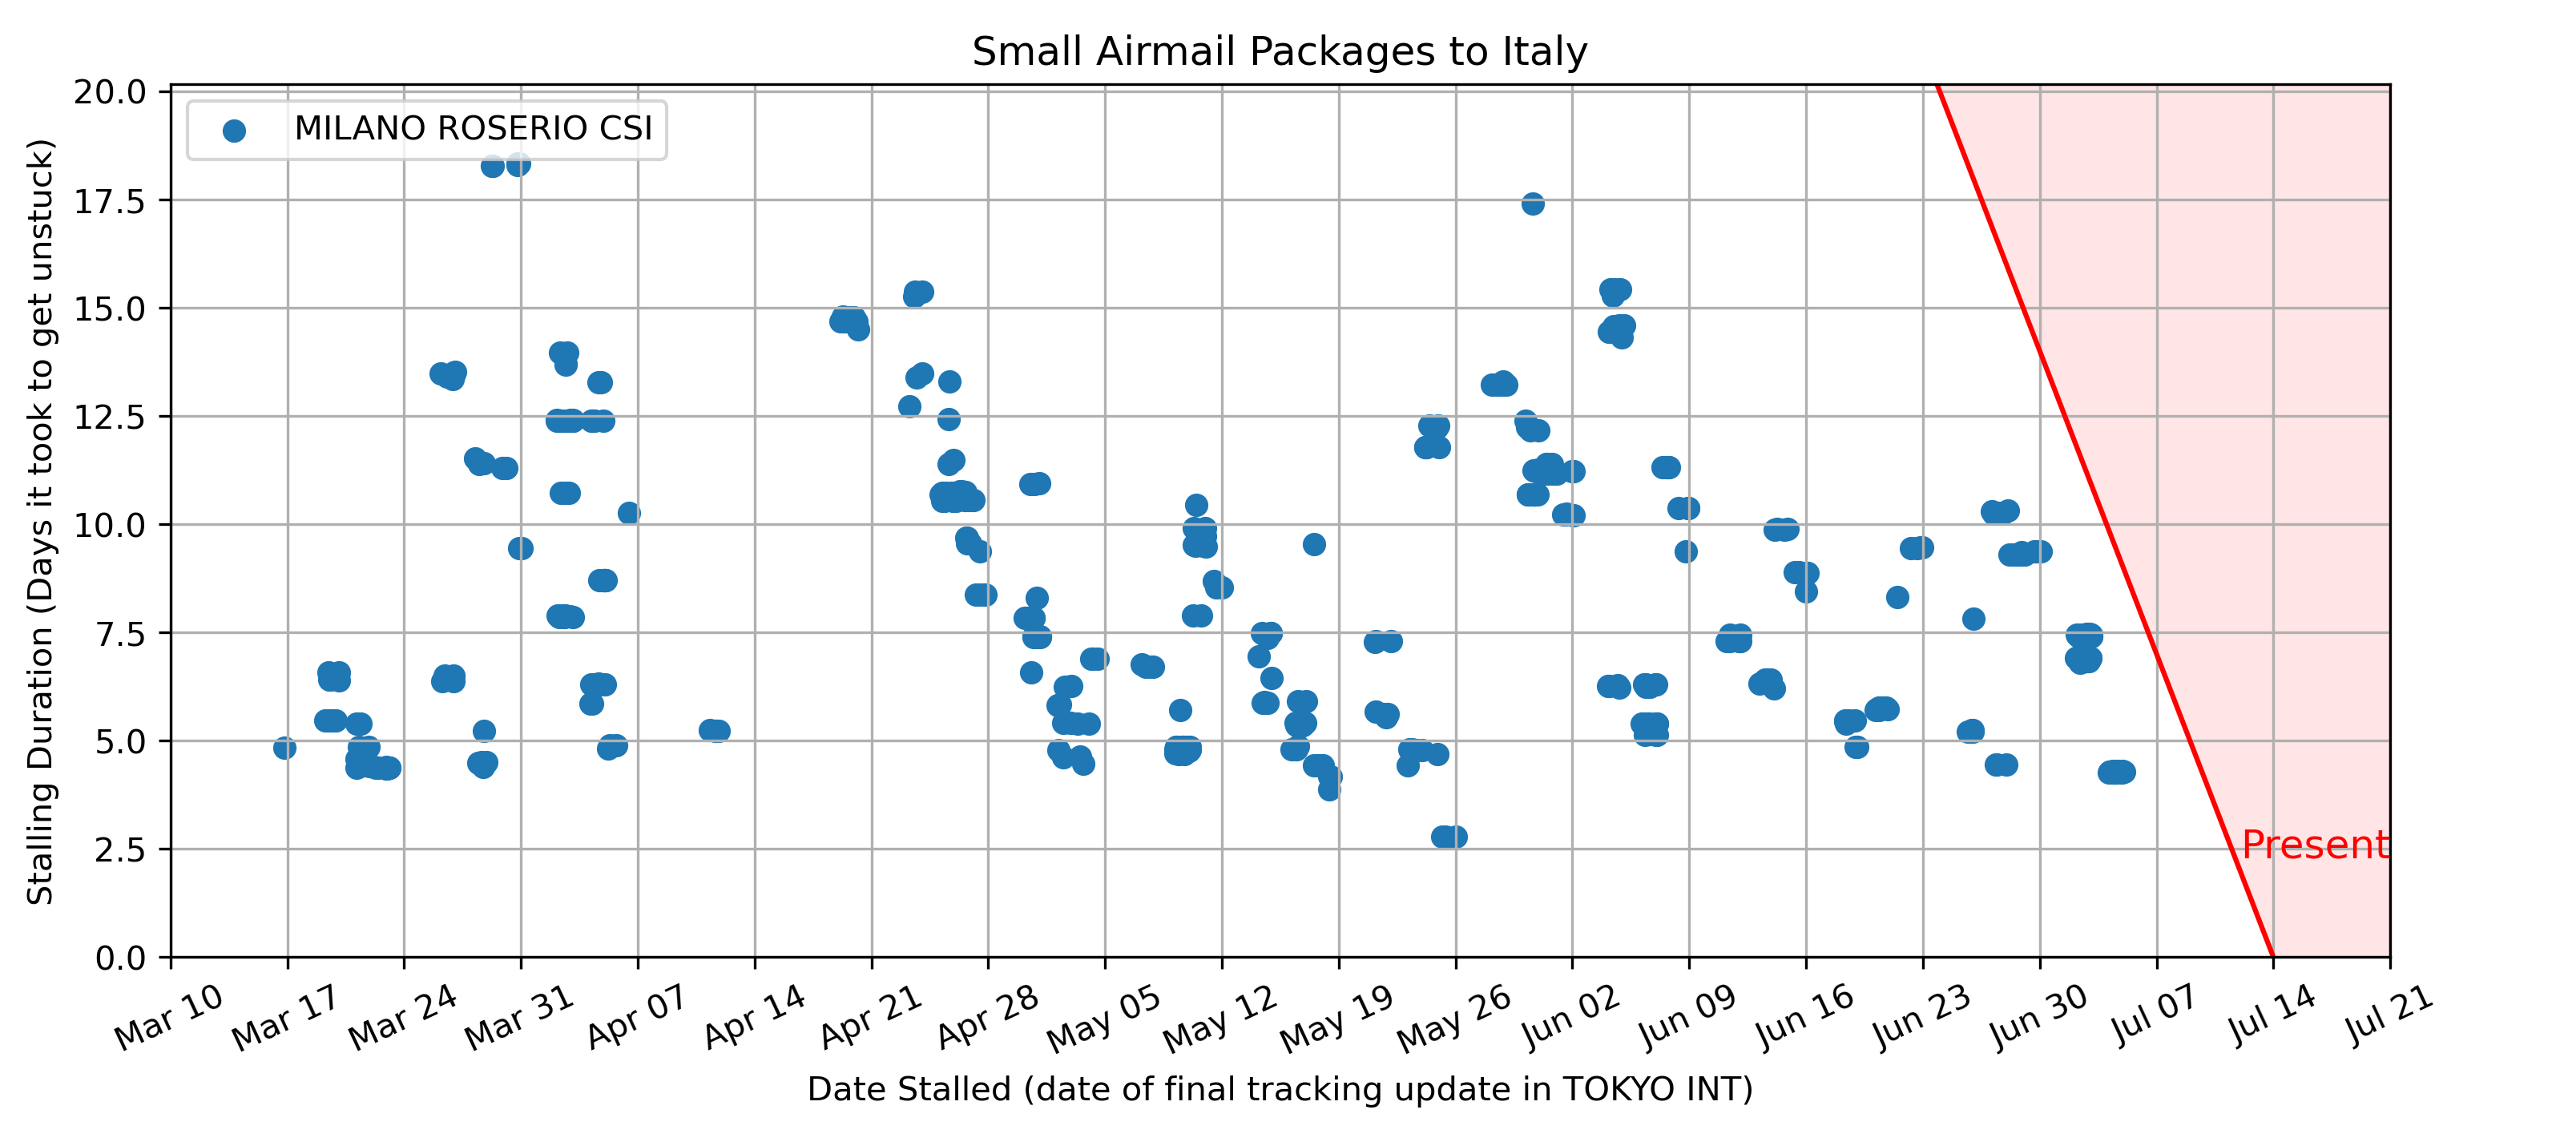 Small Airmail Packages to Italy
MILANO ROSERIO CSI
Stalling Duration (Days it took to get unstuck)
20.0
17.5
15.0
12.5
10.0
7.5
5.0
2.5
0.0
Present
Mar 10
Mar 17
Mar 24
Mar 31
Apr 07
Apr 14
Apr 21
Apr 28
May 05
May 12
May 19
May 26
Jun 02
Jun 09
Jun 16
Jun 23
Jun 30
Jul 07
Jul 14
Jul 21
Date Stalled (date of final tracking update in TOKYO INT)